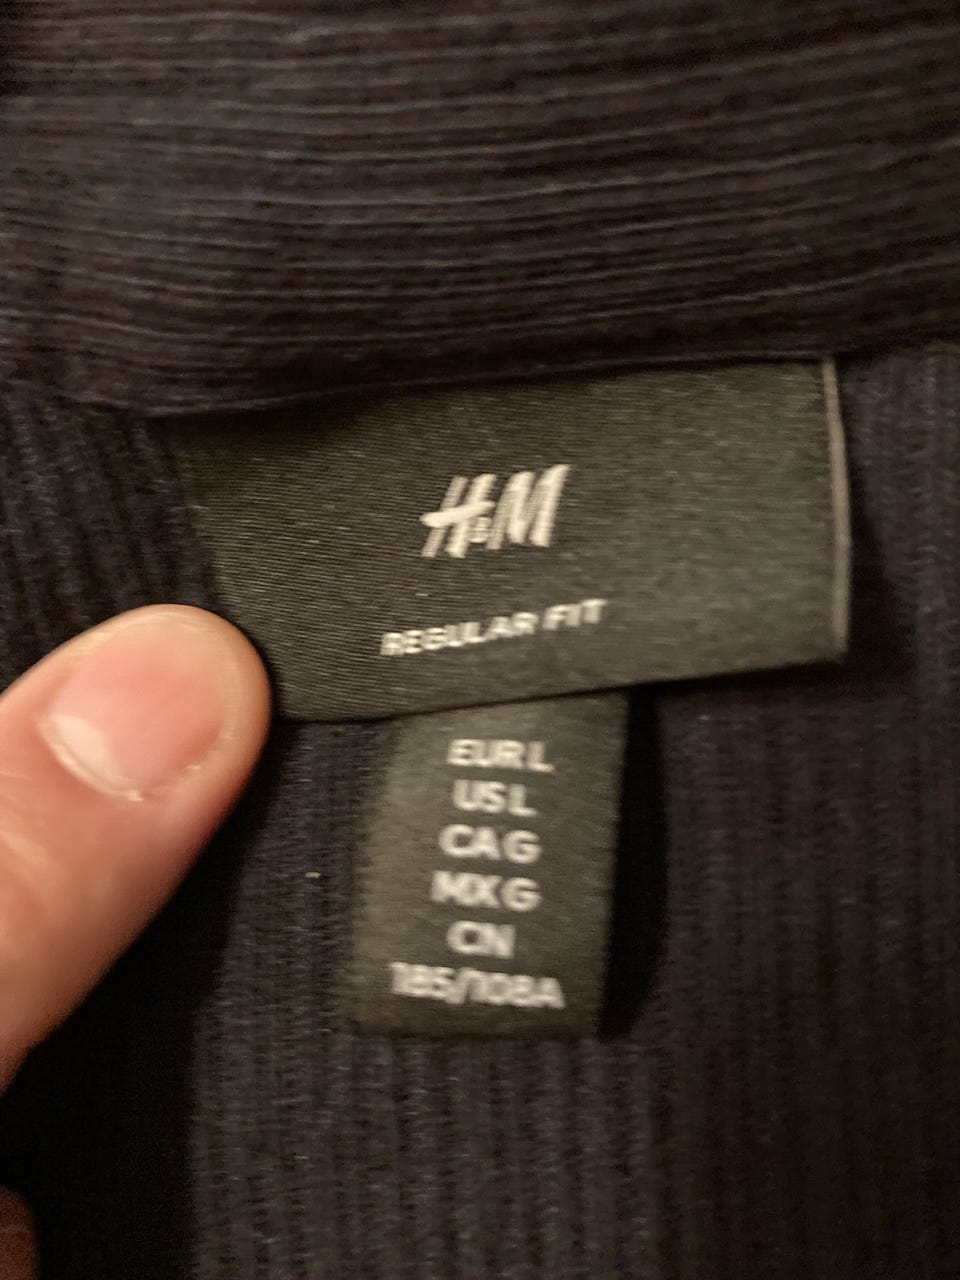 H&M
REGULAR FIT
EUR L
US L
CA G
MX G
CN
185/108A